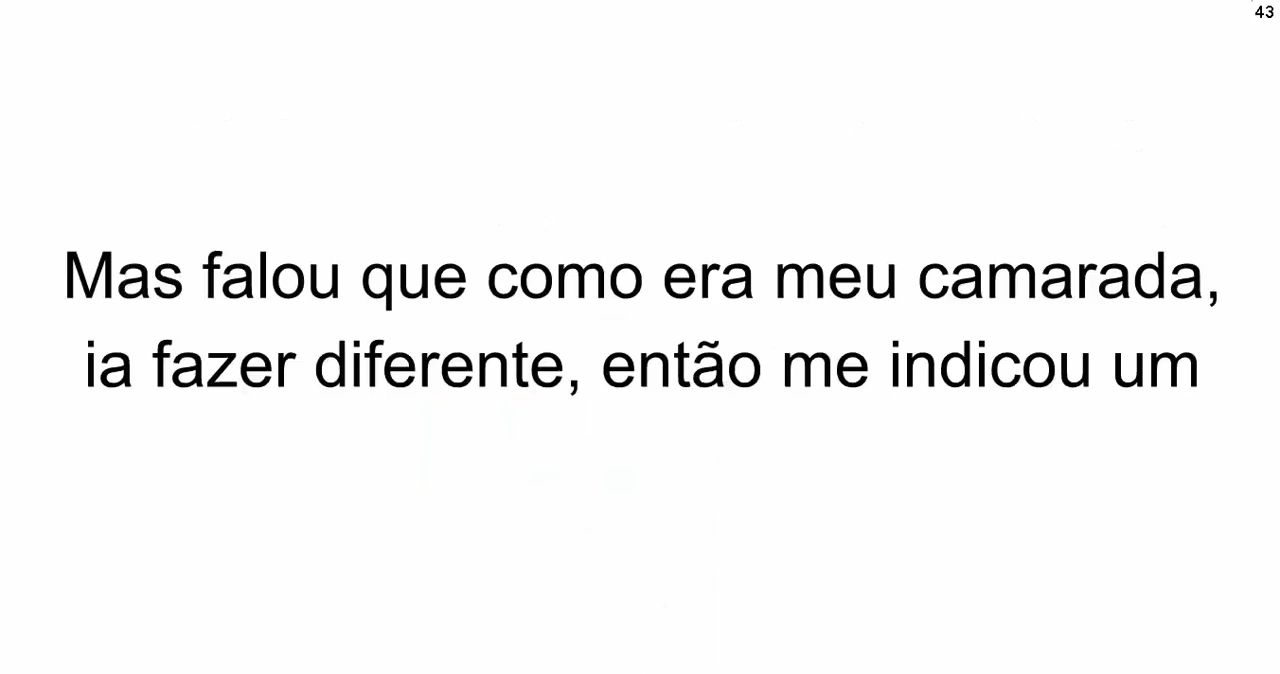 43
Mas falou que como era meu camarada,
ia fazer diferente, então me indicou um